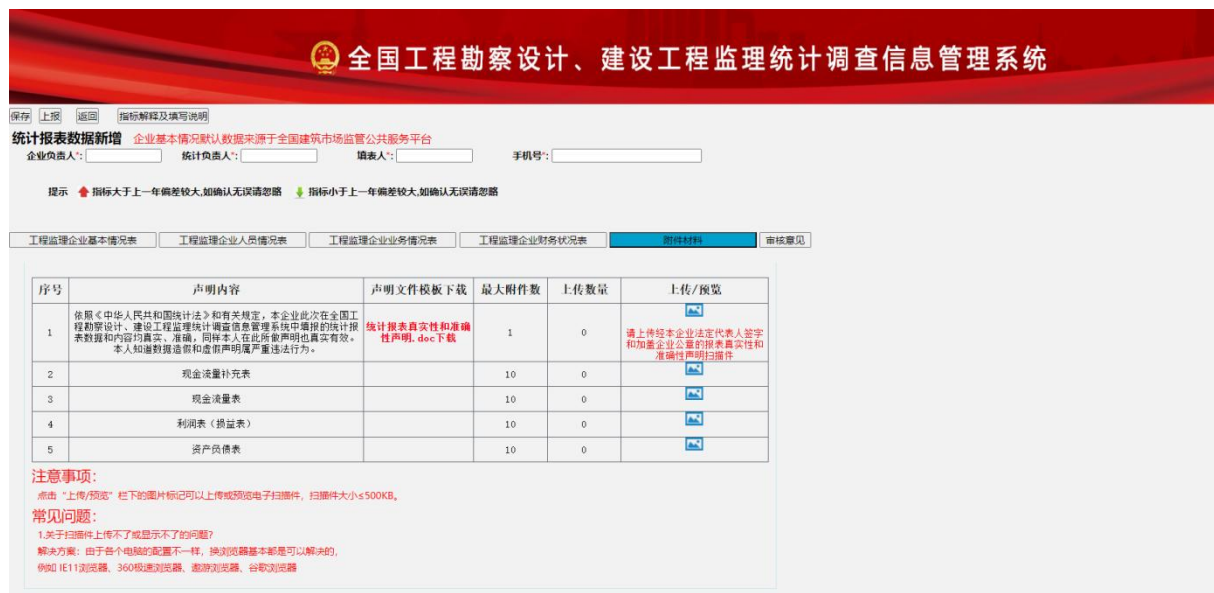 全国工程勘察设计、建设工程监理统计调查信息管理系统
保存 上报 返回 指标解释及填写说明
统计报表数据新增 企业基本情况默认数据来源于全国建筑市场监管公共服务平台
企业负责人*: 统计负责人*: 填表人*: 手机号*:
提示 指标大于上一年偏差较大,如确认无误请忽略 指标小于上一年偏差较大,如确认无误请忽略
工程监理企业基本情况表 工程监理企业人员情况表 工程监理企业业务情况表 工程监理企业财务状况表 附件材料 审核意见
序号 声明内容 声明文件模板下载 最大附件数 上传数量 上传/预览
1
依照《中华人民共和国统计法》和有关规定，本企业此次在全国工
程勘察设计、建设工程监理统计调查信息管理系统中填报的统计报
表数据和内容均真实、准确，同样本人在此所做声明也真实有效。
本人知道数据造假和虚假声明属严重违法行为。
统计报表真实性和准确
性声明.doc下载
1 0
请上传经本企业法定代表人签字
和加盖企业公章的报表真实性和
准确性声明扫描件
2 现金流量补充表 10 0
3 现金流量表 10 0
4 利润表（损益表） 10 0
5 资产负债表 10 0
注意事项：
点击“上传/预览”栏下的图片标记可以上传或预览电子扫描件，扫描件大小≤500KB。
常见问题：
1.关于扫描件上传不了或显示不了的问题?
解决方案：由于各个电脑的配置不一样，换浏览器基本都是可以解决的，
例如 IE11浏览器、360极速浏览器、遨游浏览器、谷歌浏览器